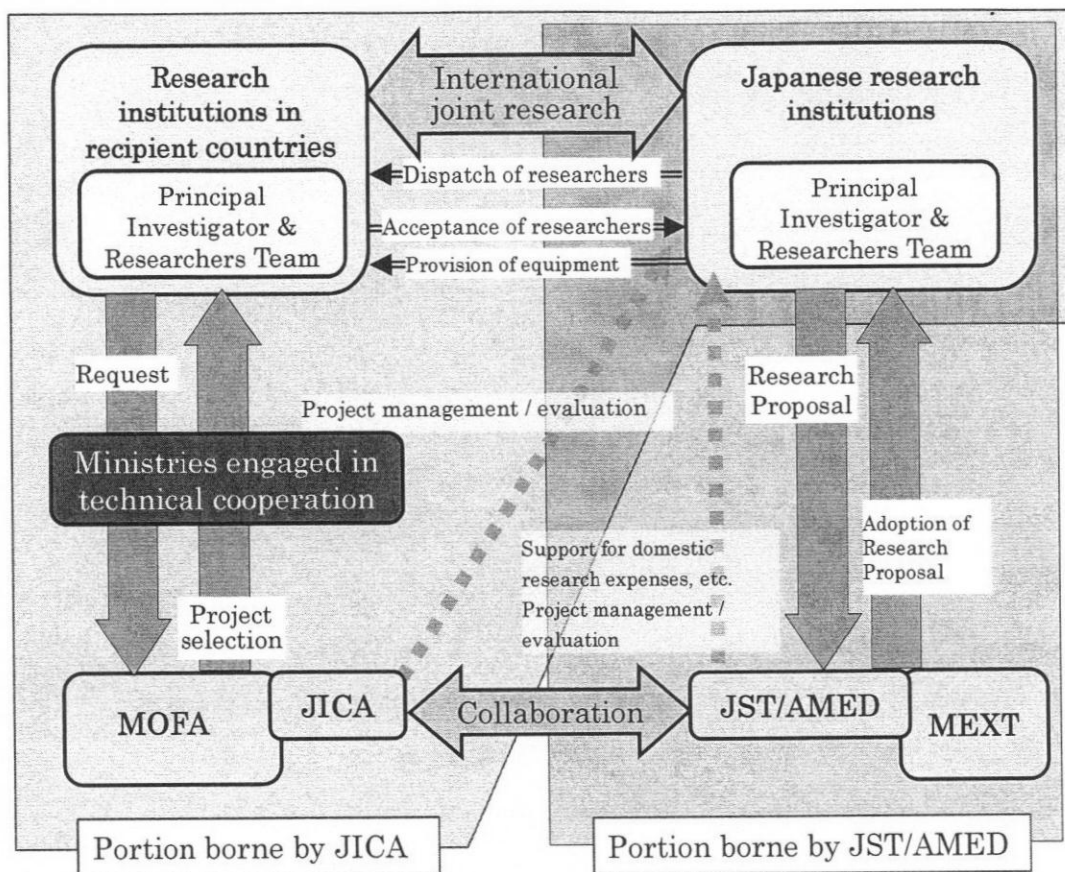 Research
institutions in
recipient countries
Principal
Investigator &
Researchers Team
International
joint research
Japanese research
institutions
Principal
Investigator &
Researchers Team
Dispatch of researchers
Acceptance of researchers
Provision of equipment
Request
Project management / evaluation
Research
Proposal
Ministries engaged in
technical cooperation
Adoption of
Research
Proposal
Support for domestic
research expenses, etc.
Project management /
evaluation
Project
selection
MOFA
JICA
Collaboration
JST/AMED
MEXT
Portion borne by JICA
Portion borne by JST/AMED